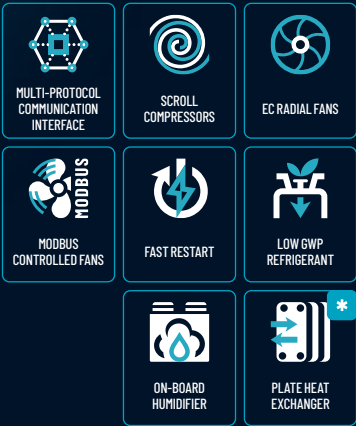 MULTI-PROTOCOL
COMMUNICATION
INTERFACE
SCROLL
COMPRESSORS
EC RADIAL FANS
MODBUS
MODBUS
CONTROLLED FANS
FAST RESTART
LOW GWP
REFRIGERANT
ON-BOARD
HUMIDIFIER
*
PLATE HEAT
EXCHANGER